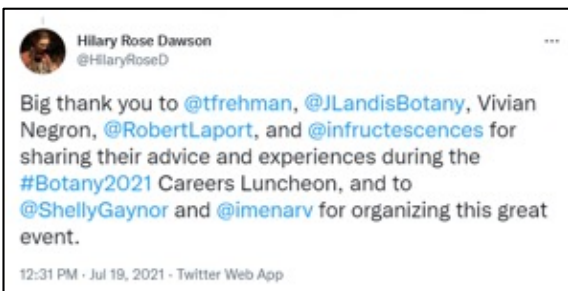 Hilary Rose Dawson
@HilaryRoseD
Big thank you to @tfrehman, @JLandisBotany, Vivian
Negron, @RobertLaport, and @infructescences for
sharing their advice and experiences during the
#Botany2021 Careers Luncheon, and to
@ShellyGaynor and @imenarv for organizing this great
event.
12:31 PM · Jul 19, 2021 · Twitter Web App